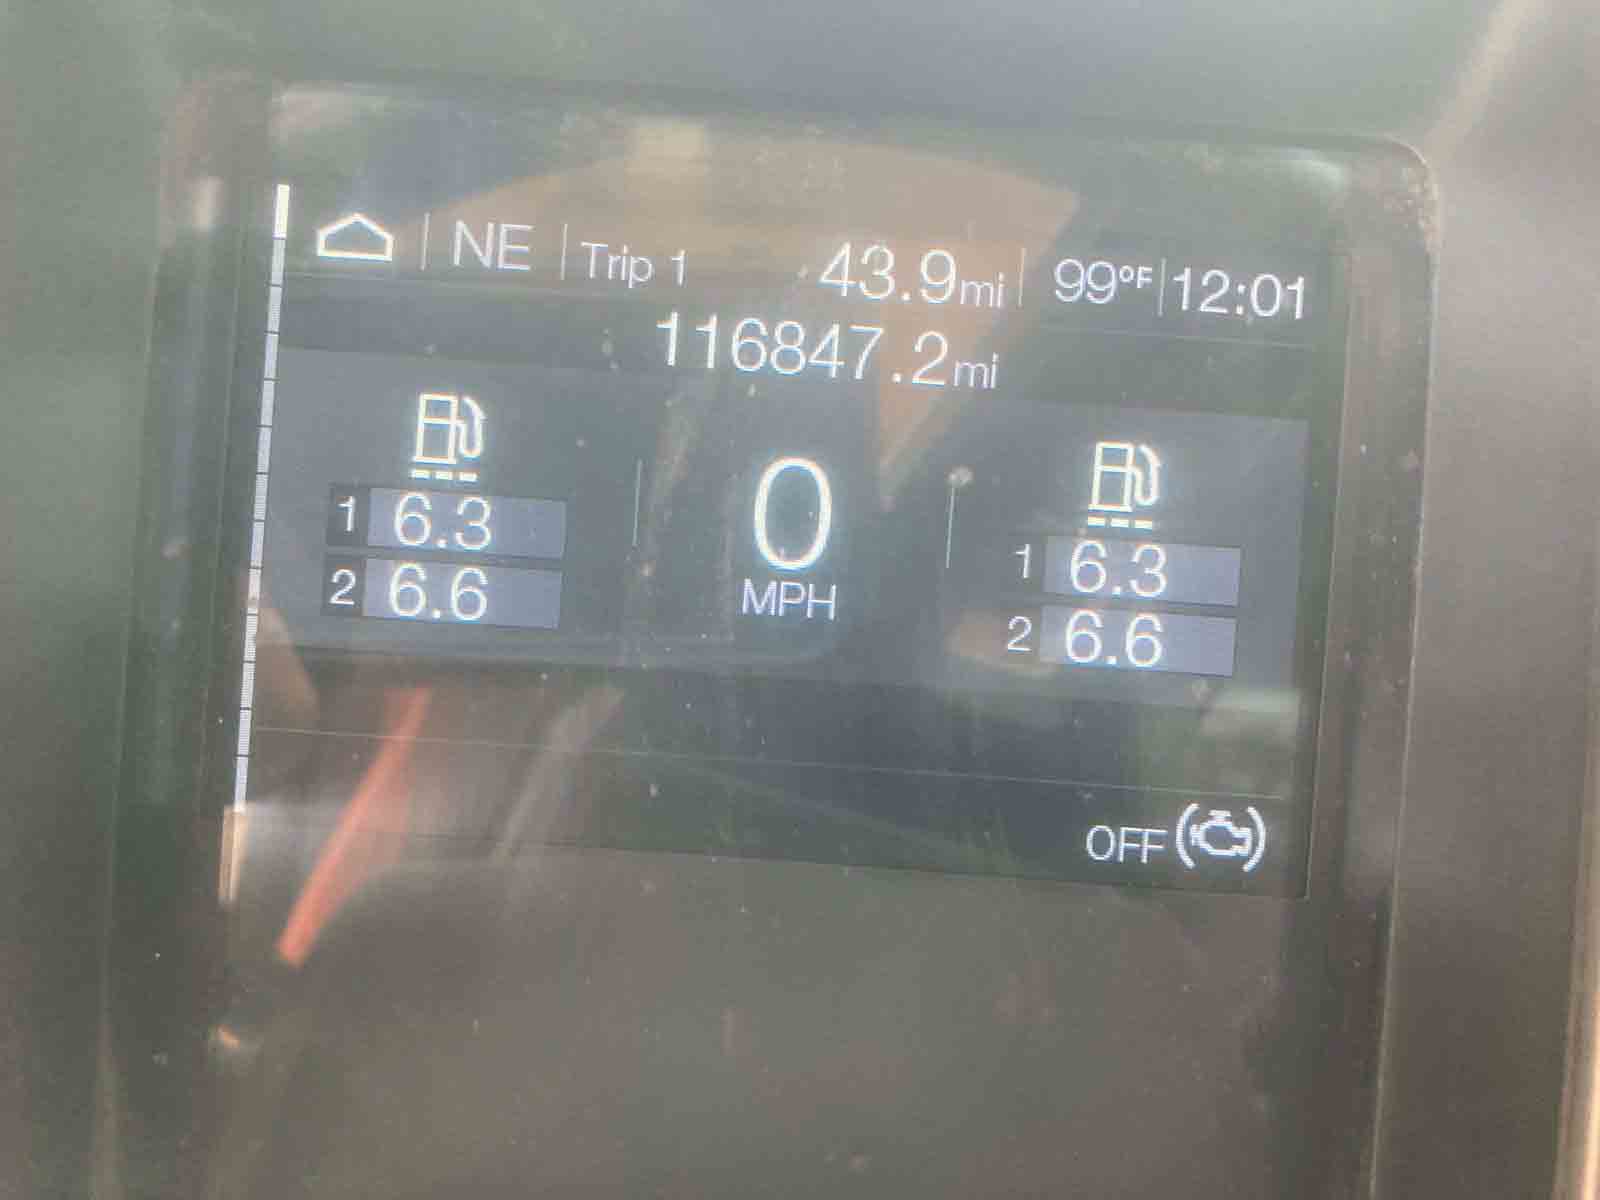 NE Trip 1 43.9mi 99°F 12:01
116847.2mi
1 6.3
2 6.6
0
MPH
1 6.3
2 6.6
OFF